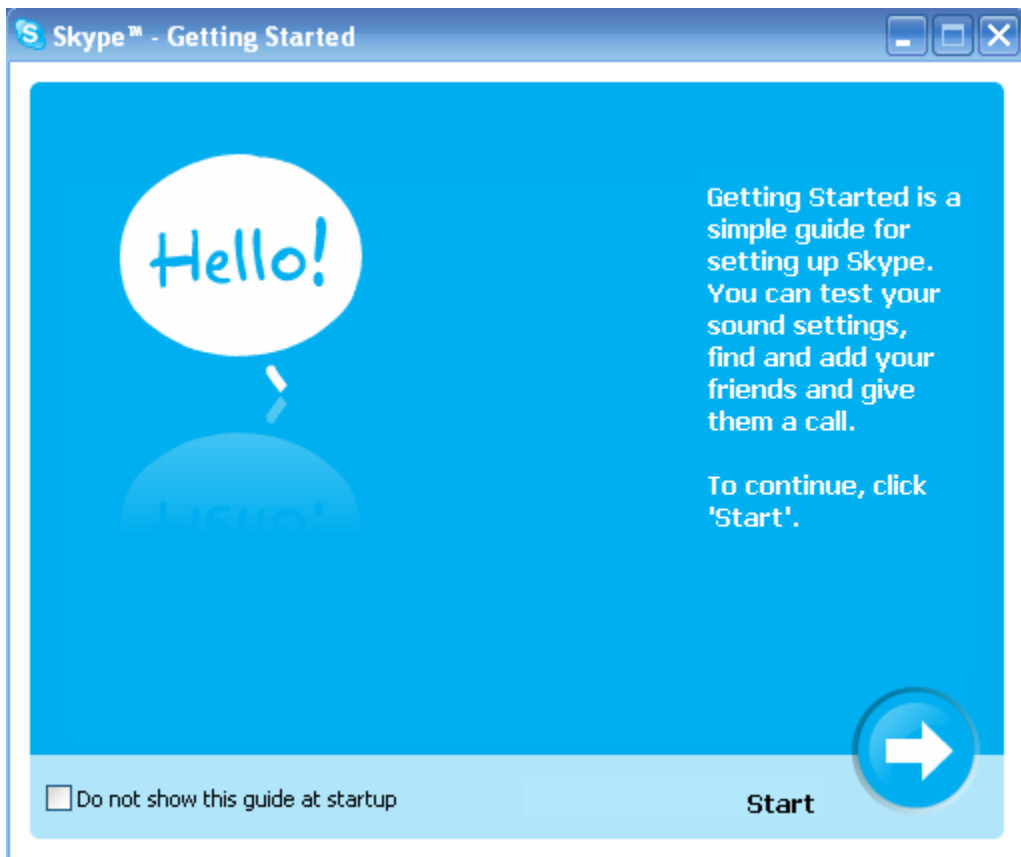 Skype™ - Getting Started
Hello!
Getting Started is a
simple guide for
setting up Skype.
You can test your
sound settings,
find and add your
friends and give
them a call.
To continue, click
'Start'.
Do not show this guide at startup
Start